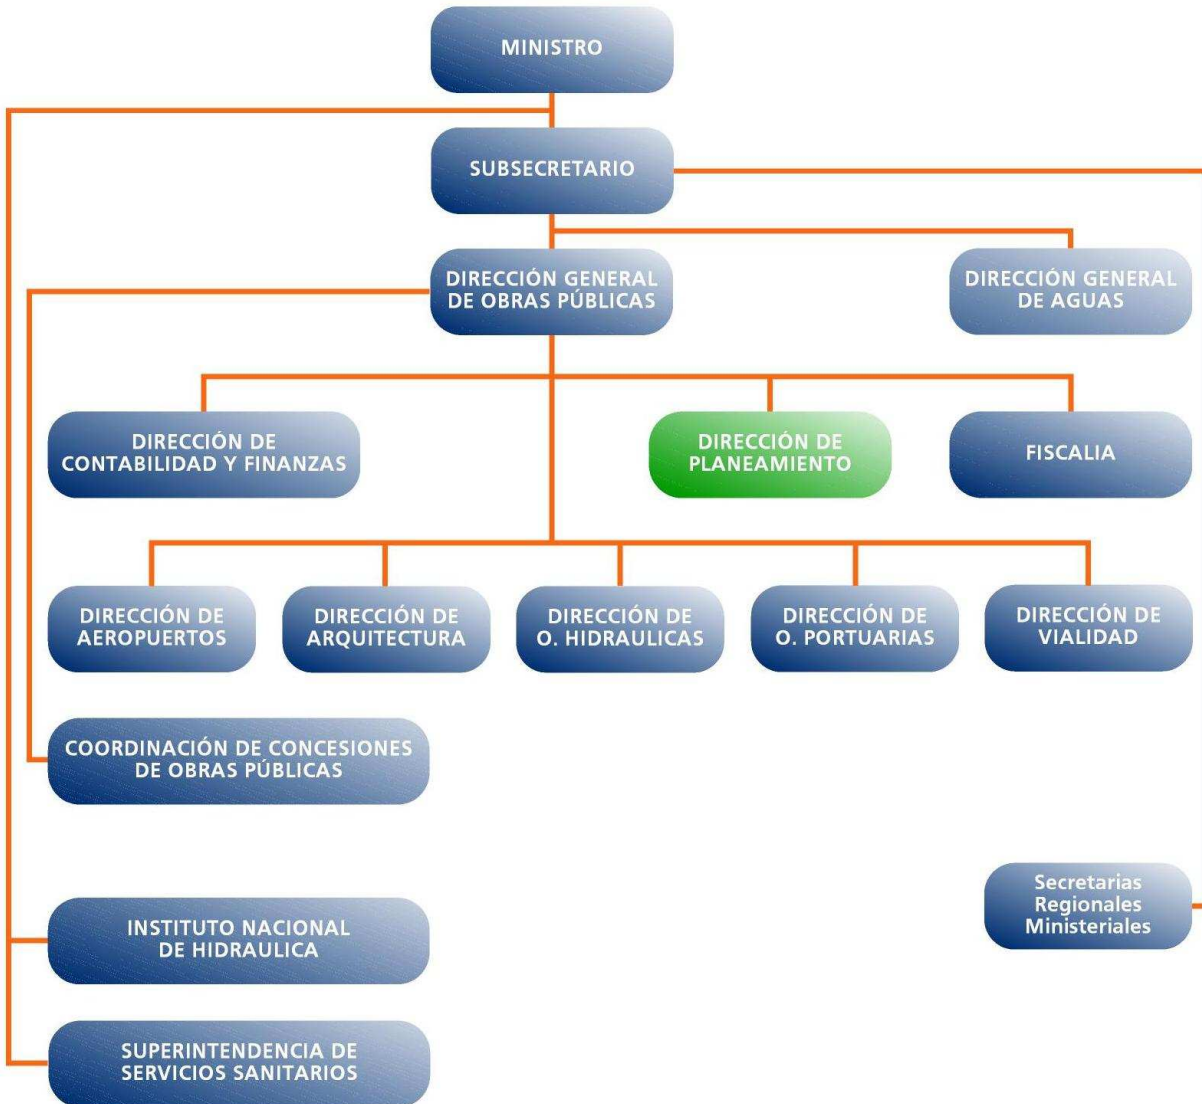 MINISTRO
SUBSECRETARIO
DIRECCIÓN GENERAL
DE OBRAS PÚBLICAS
DIRECCIÓN GENERAL
DE AGUAS
DIRECCIÓN DE
CONTABILIDAD Y FINANZAS
DIRECCIÓN DE
PLANEAMIENTO
FISCALIA
DIRECCIÓN DE
AEROPUERTOS
DIRECCIÓN DE
ARQUITECTURA
DIRECCIÓN DE
O. HIDRAULICAS
DIRECCIÓN DE
O. PORTUARIAS
DIRECCIÓN DE
VIALIDAD
COORDINACIÓN DE CONCESIONES
DE OBRAS PÚBLICAS
Secretarias
Regionales
Ministeriales
INSTITUTO NACIONAL
DE HIDRAULICA
SUPERINTENDENCIA DE
SERVICIOS SANITARIOS